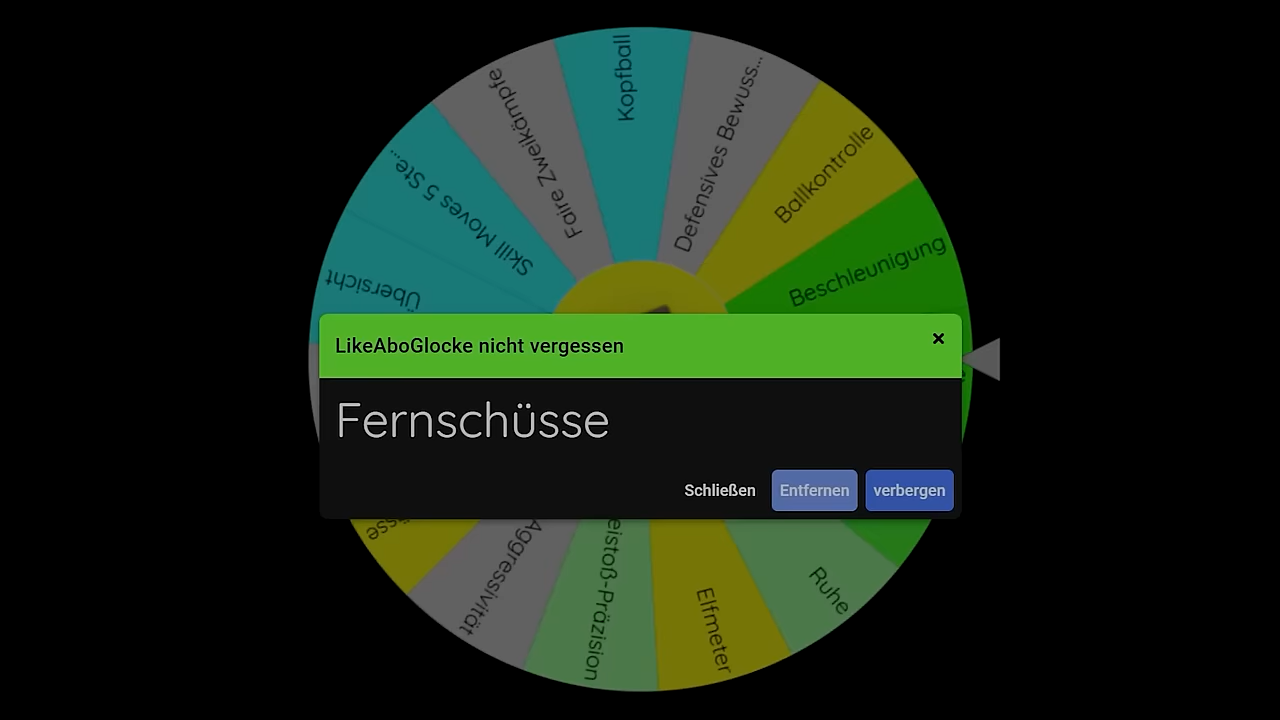 Kopfball
Faire Zweikämpfe
Defensives Bewuss...
Skill Moves 5 Ste...
Ballkontrolle
Übersicht
Beschleunigung
LikeAboGlocke nicht vergessen
×
Fernschüsse
Schließen
Entfernen
verbergen
Aggressivität
eistoß-Präzision
Elfmeter
Ruhe